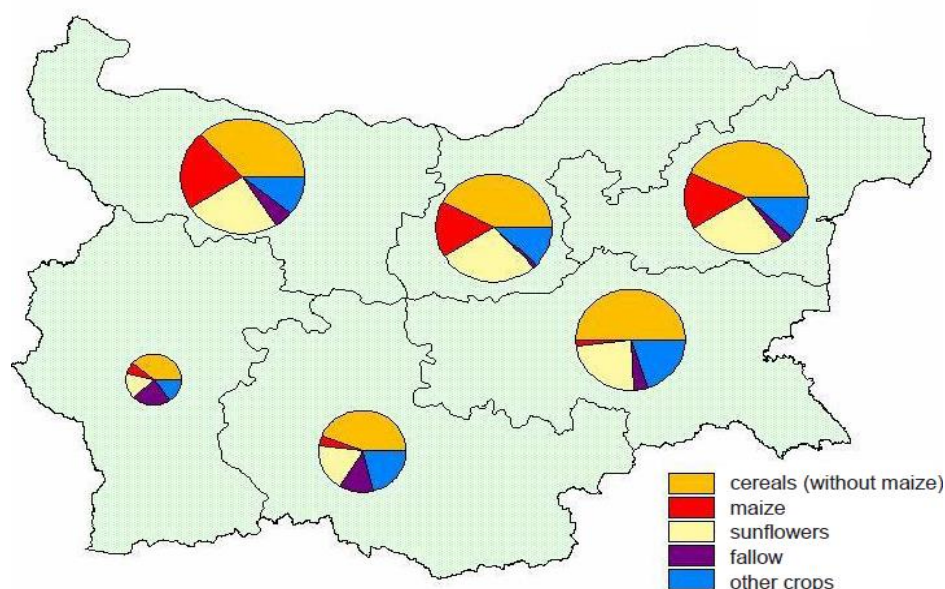 cereals (without maize)
maize
sunflowers
fallow
other crops